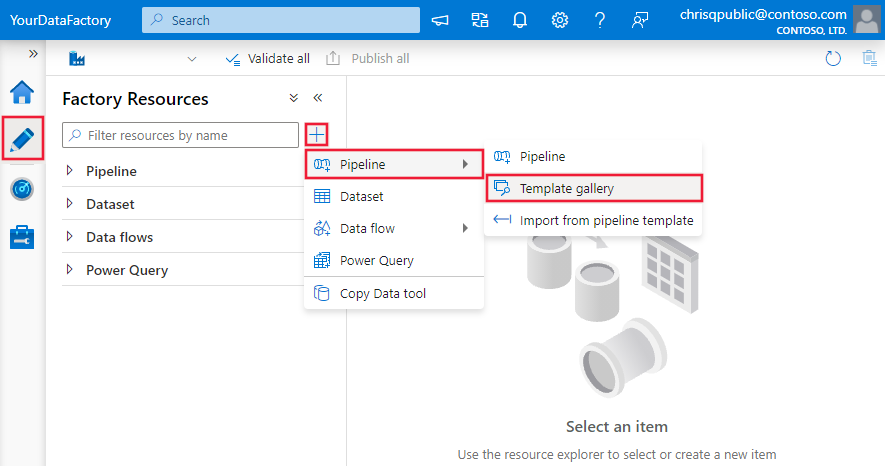 YourDataFactory
Search
chrisqpublic@contoso.com
CONTOSO, LTD.
Validate all
Publish all
Factory Resources
Filter resources by name
Pipeline
Dataset
Data flows
Power Query
Pipeline
Dataset
Data flow
Power Query
Copy Data tool
Pipeline
Template gallery
Import from pipeline template
Select an item
Use the resource explorer to select or create a new item